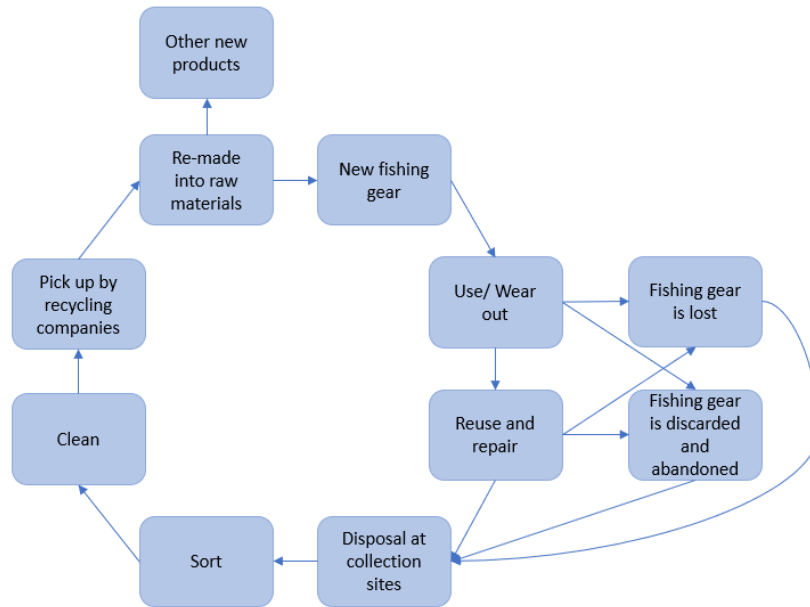 Other new
products
Re-made
into raw
materials
New fishing
gear
Pick up by
recycling
companies
Use/ Wear
out
Fishing gear
is lost
Clean
Reuse and
repair
Fishing gear
is discarded
and
abandoned
Sort
Disposal at
collection
sites